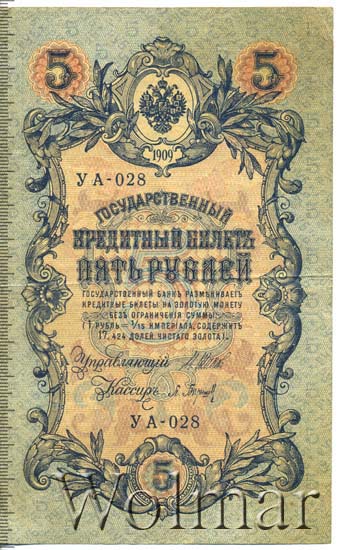 5 5
1909
УА-028
ГОСУДАРСТВЕННЫЙ
КРЕДИТНЫЙ БИЛЕТЪ
ПЯТЬ РУБЛЕЙ
ГОСУДАРСТВЕННЫЙ БАНКЪ РАЗМѢНИВАЕТЪ
КРЕДИТНЫЕ БИЛЕТЫ НА ЗОЛОТУЮ МОНЕТУ
БЕЗЪ ОГРАНИЧЕНІЯ СУММЫ
(1 РУБЛЬ = 1/15 ИМПЕРІАЛА, СОДЕРЖИТЪ
17,424 ДОЛЕЙ ЧИСТАГО ЗОЛОТА).
Управляющій
Кассиръ
УА-028
5
Wolmar